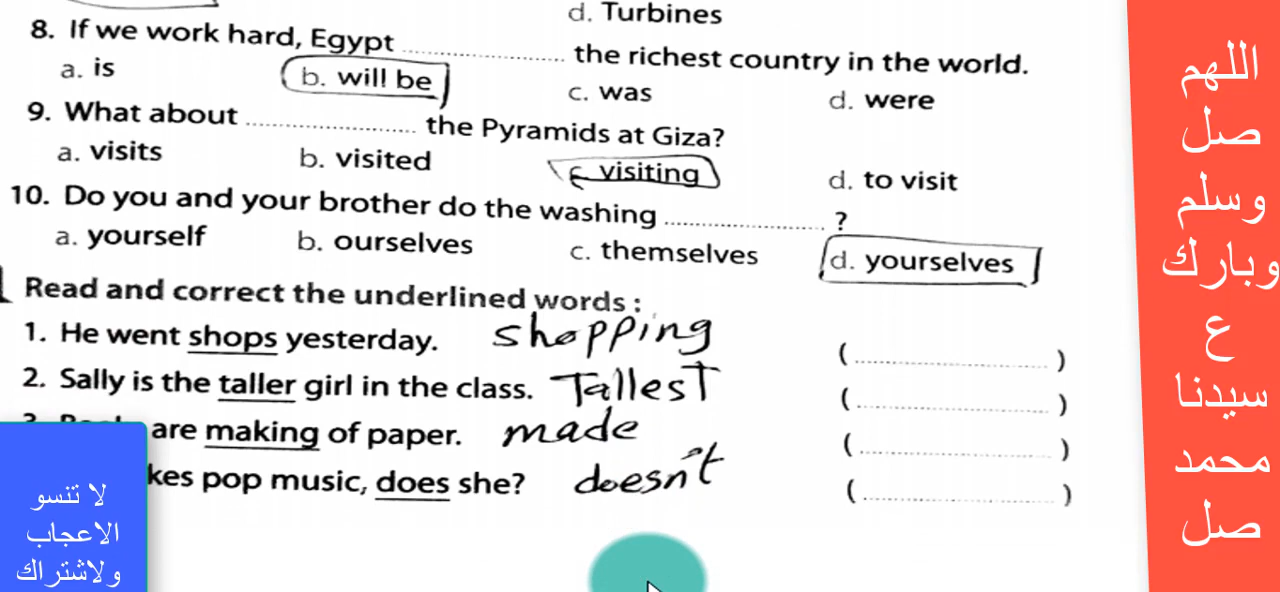 d. Turbines
8. If we work hard, Egypt ........................... the richest country in the world.
a. is b. will be c. was d. were
9. What about ........................... the Pyramids at Giza?
a. visits b. visited c. visiting d. to visit
10. Do you and your brother do the washing ........................... ?
a. yourself b. ourselves c. themselves d. yourselves
Read and correct the underlined words :
1. He went shops yesterday. shopping (...........................)
2. Sally is the taller girl in the class. Tallest (...........................)
are making of paper. made (...........................)
kes pop music, does she? doesn't (...........................)
لا تنسو
الاعجاب
ولاشتراك
اللهم
صل
وسلم
وبارك
ع
سيدنا
محمد
صل